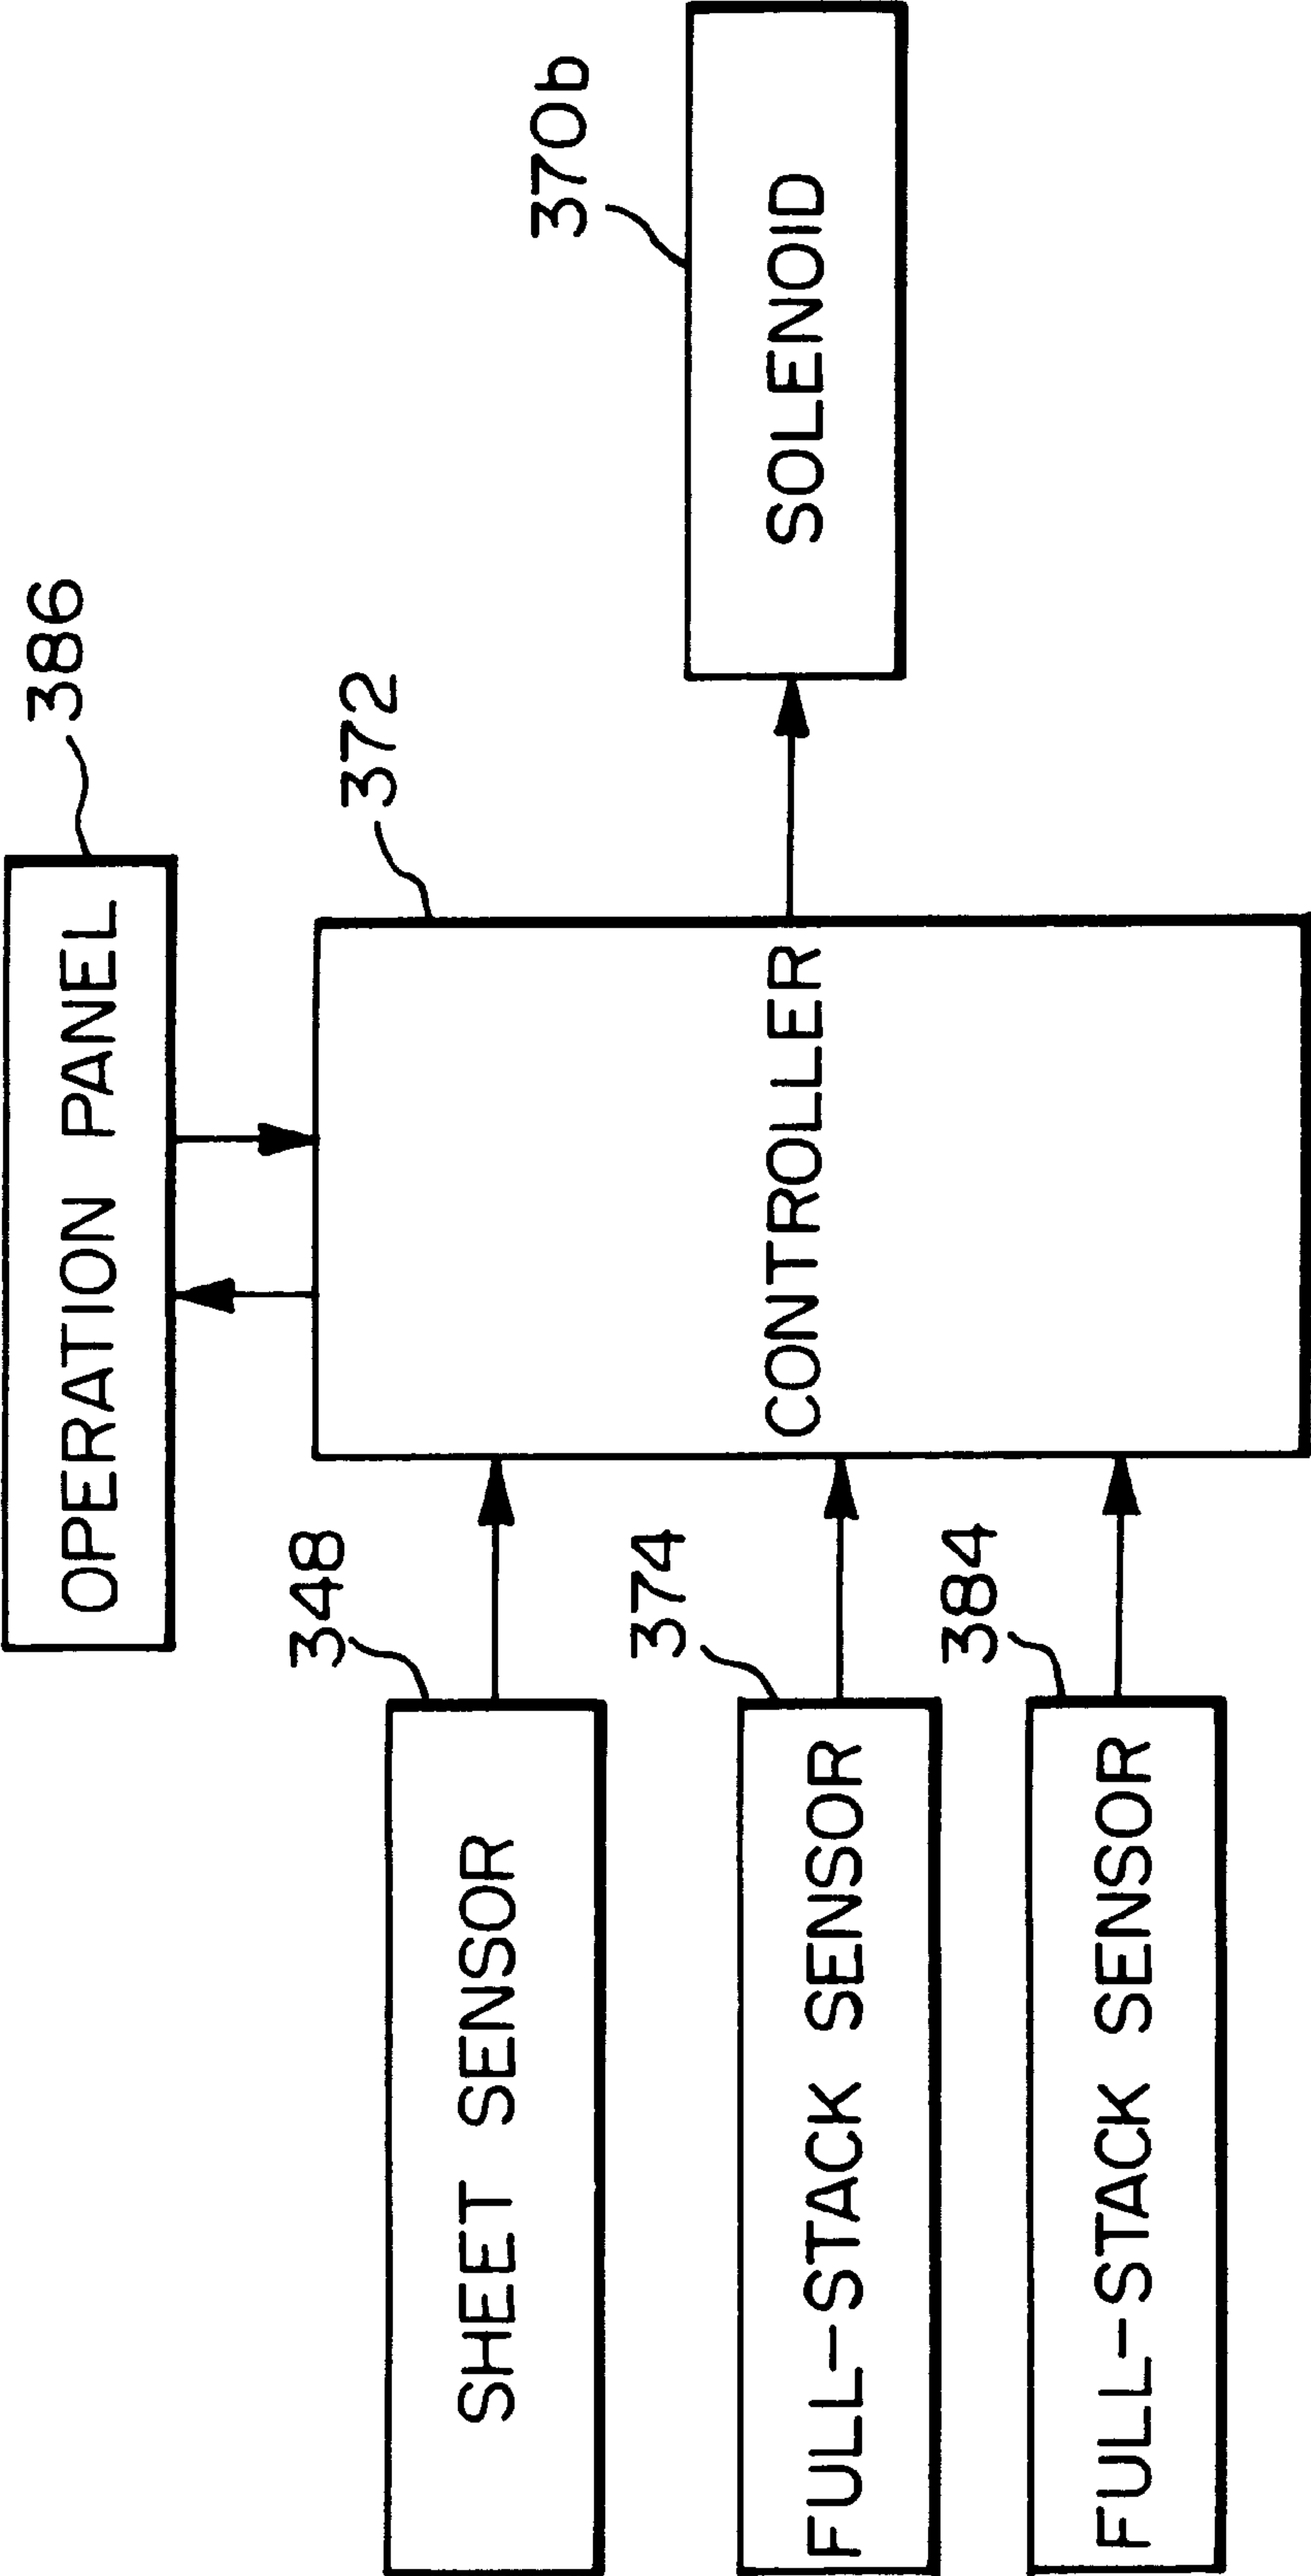 386
OPERATION PANEL
372
CONTROLLER
370b
SOLENOID
348
SHEET SENSOR
374
FULL-STACK SENSOR
384
FULL-STACK SENSOR